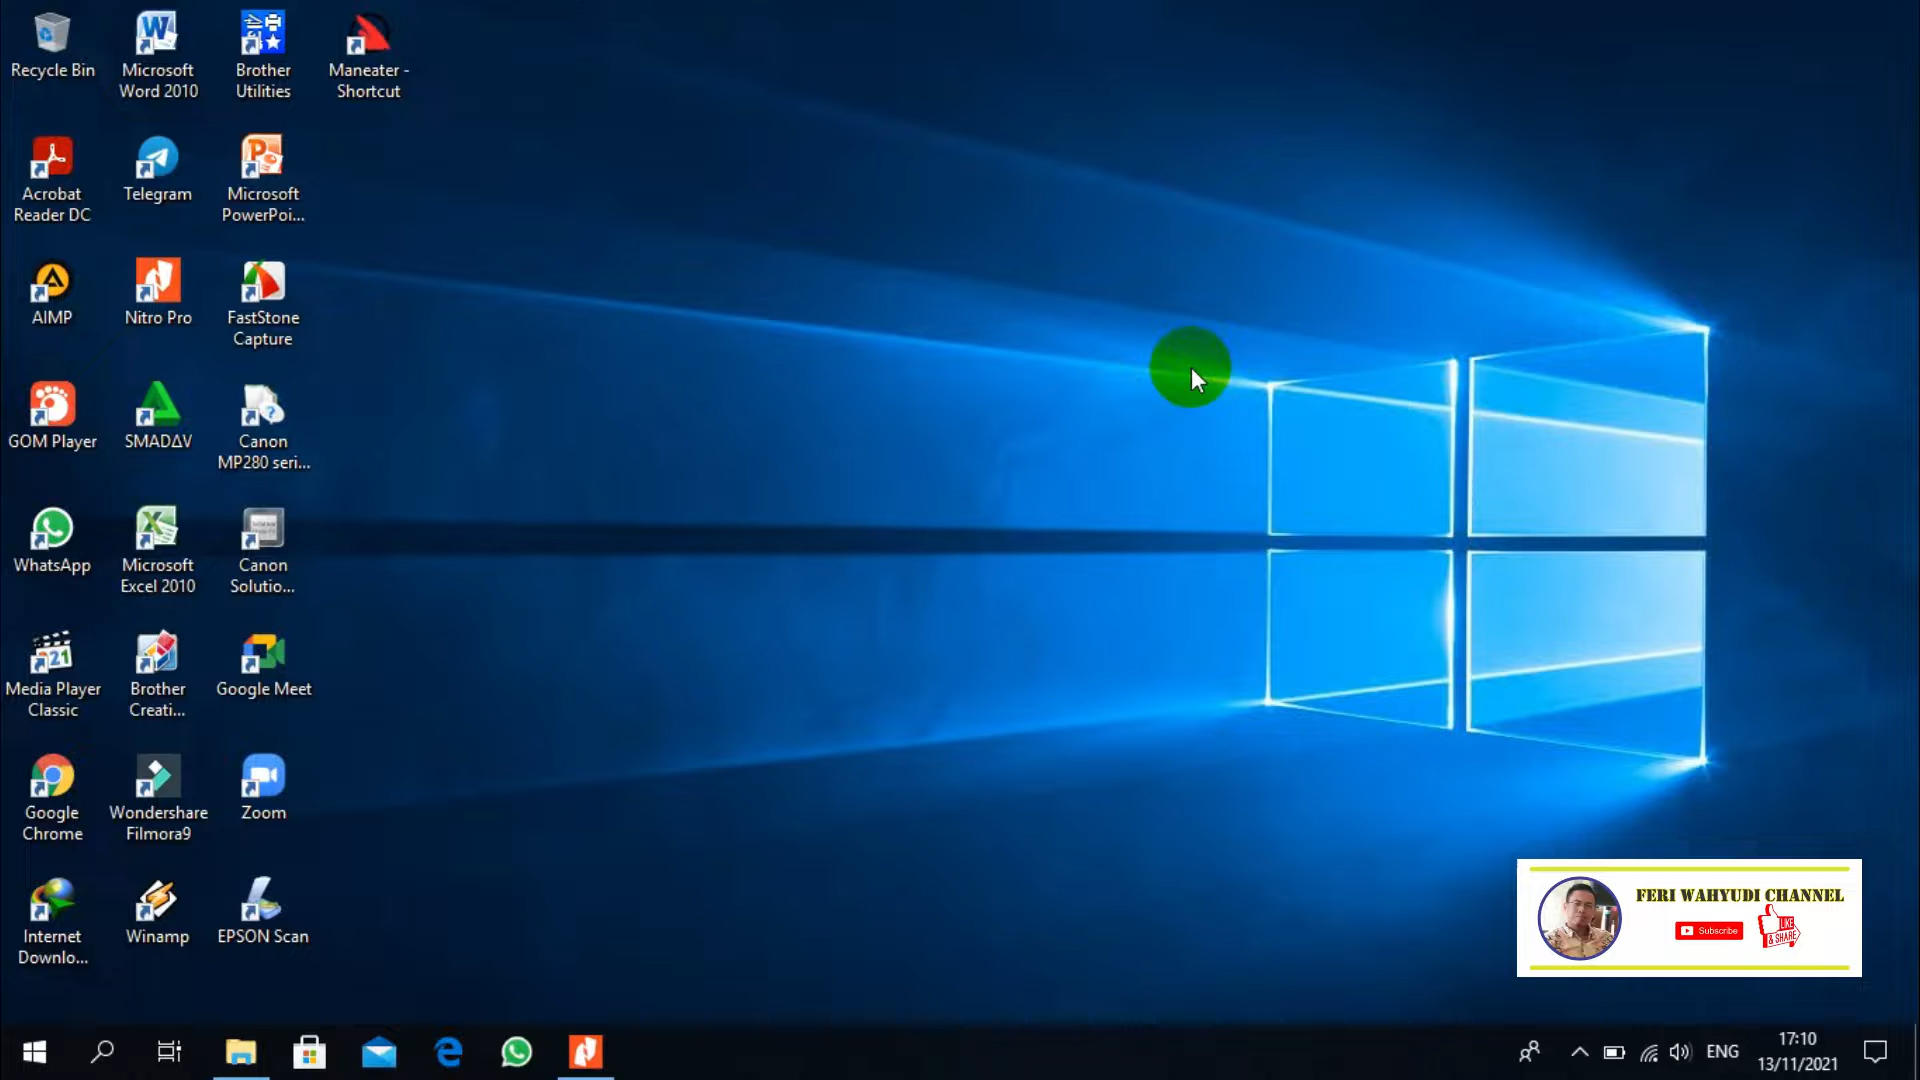 Recycle Bin
Microsoft
Word 2010
Brother
Utilities
Maneater -
Shortcut
Acrobat
Reader DC
Telegram
Microsoft
PowerPoi...
AIMP
Nitro Pro
FastStone
Capture
GOM Player
SMADΔV
Canon
MP280 seri...
WhatsApp
Microsoft
Excel 2010
Canon
Solutio...
Media Player
Classic
Brother
Creati...
Google Meet
Google
Chrome
Wondershare
Filmora9
Zoom
Internet
Downlo...
Winamp
EPSON Scan
FERI WAHYUDI CHANNEL
Subscribe
LIKE
& SHARE
ENG
17:10
13/11/2021